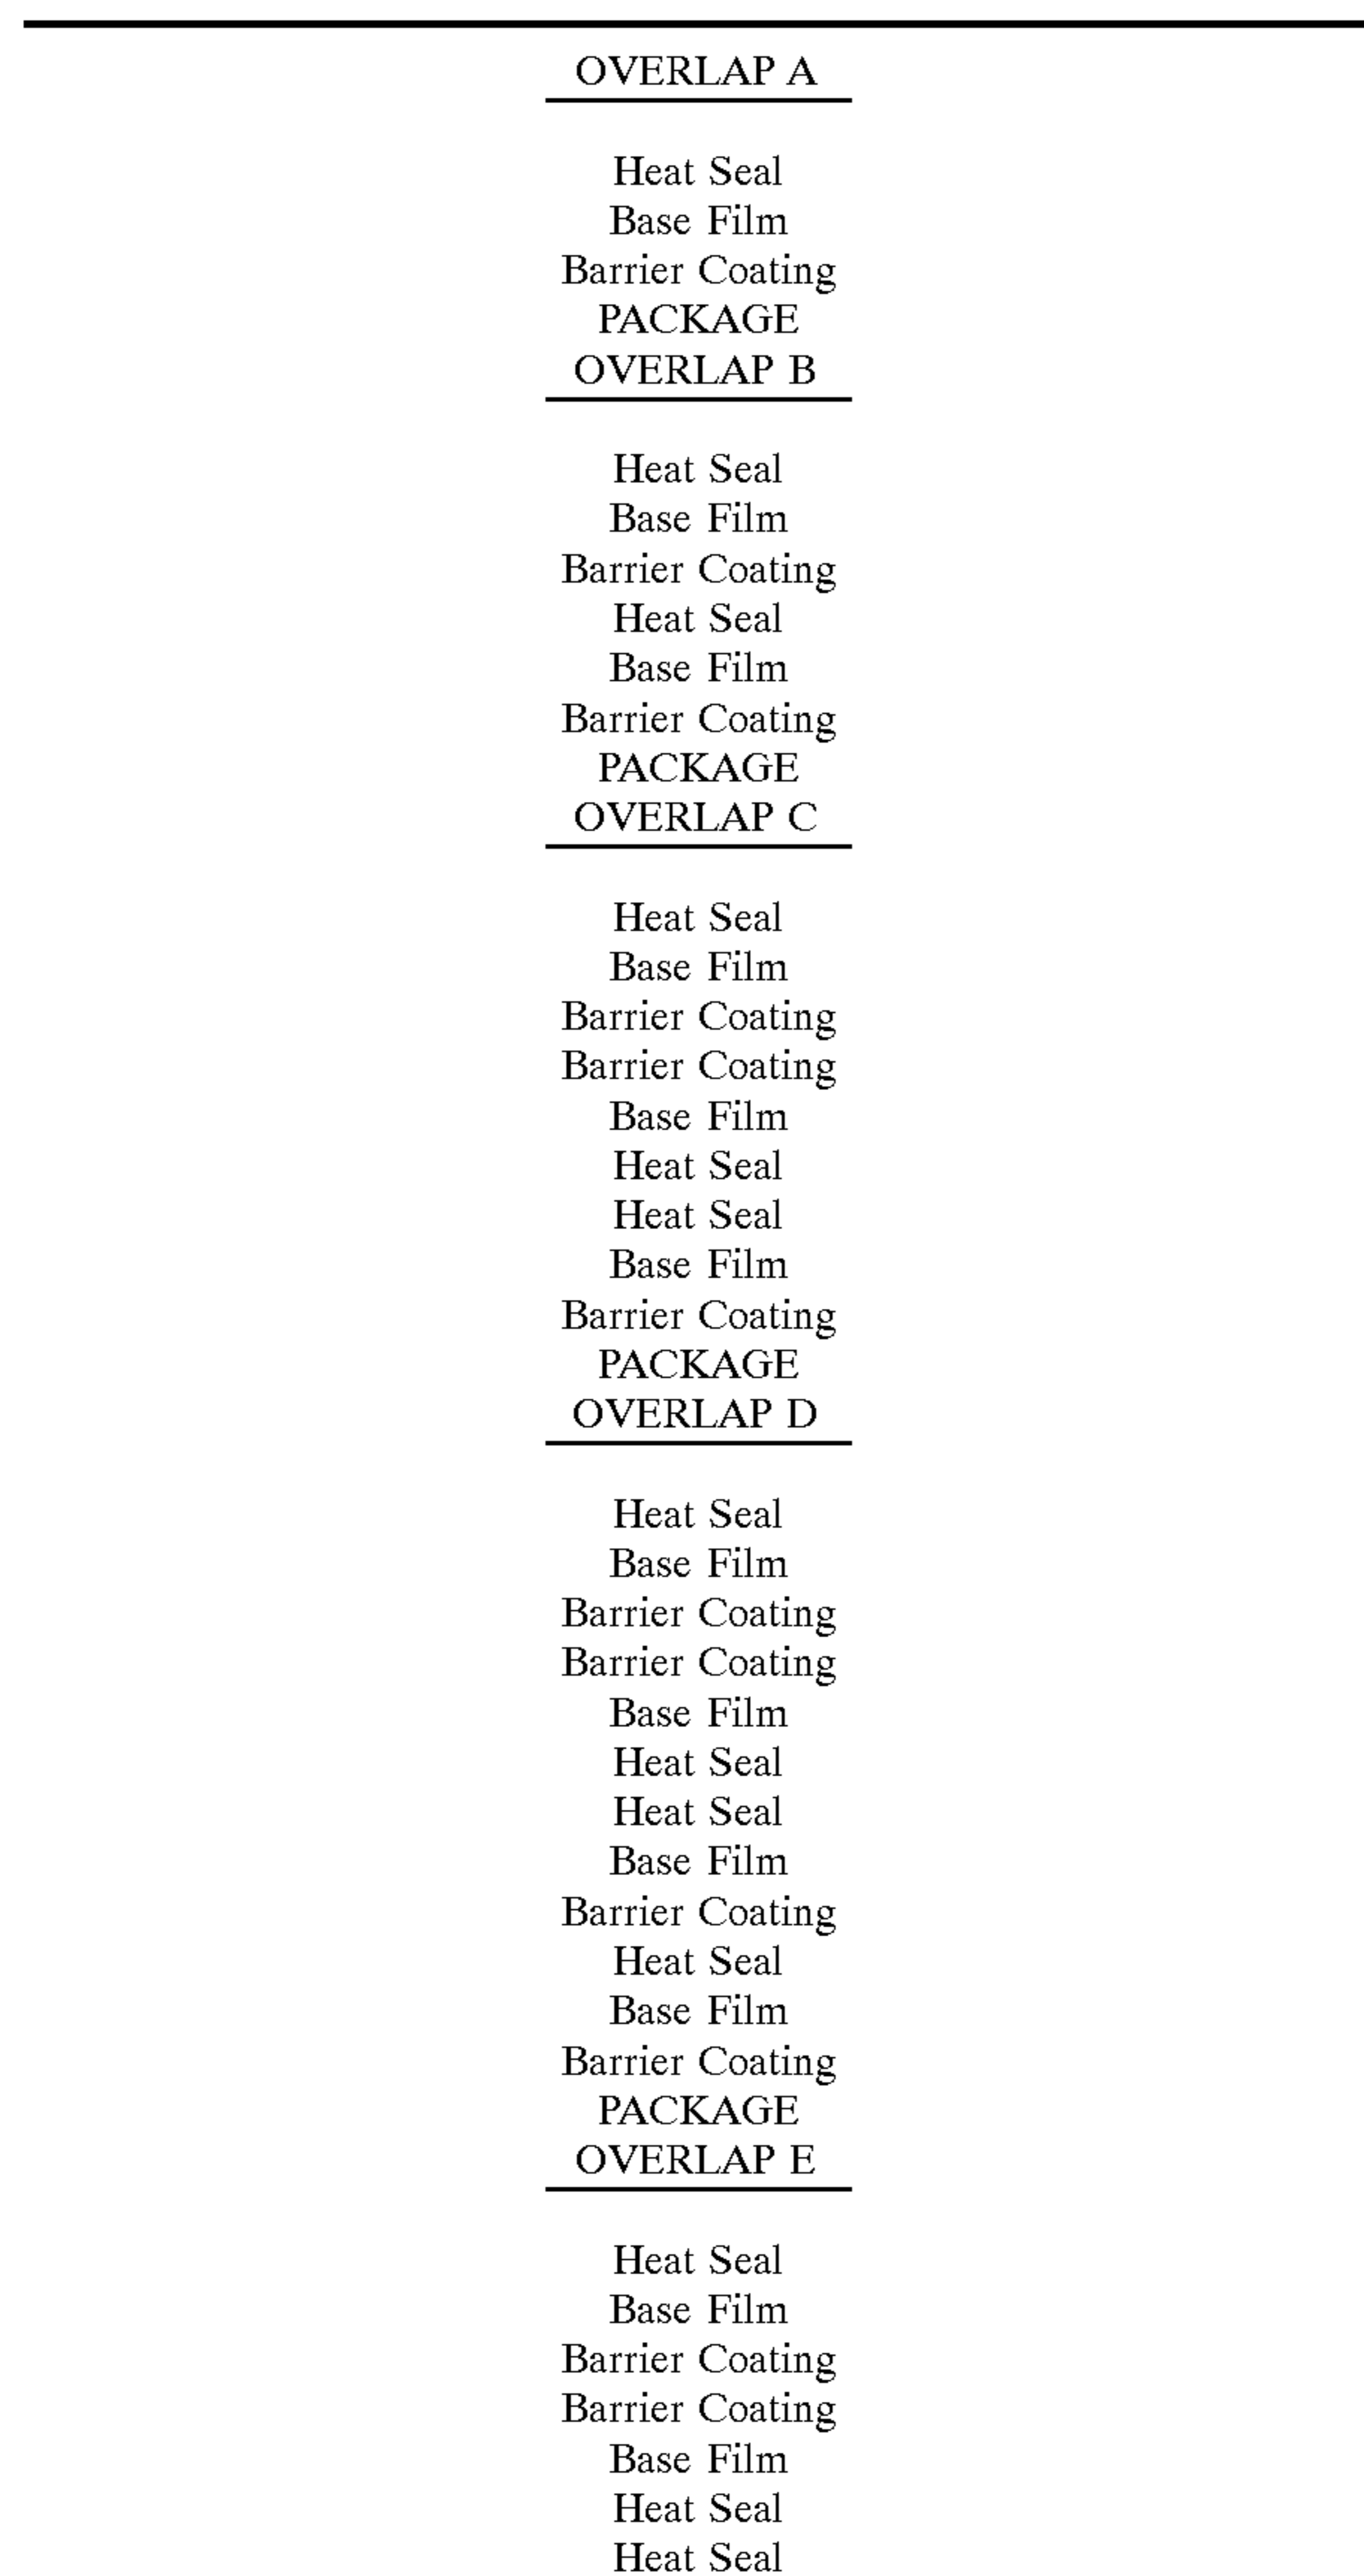 OVERLAP A
Heat Seal
Base Film
Barrier Coating
PACKAGE
OVERLAP B
Heat Seal
Base Film
Barrier Coating
Heat Seal
Base Film
Barrier Coating
PACKAGE
OVERLAP C
Heat Seal
Base Film
Barrier Coating
Barrier Coating
Base Film
Heat Seal
Heat Seal
Base Film
Barrier Coating
PACKAGE
OVERLAP D
Heat Seal
Base Film
Barrier Coating
Barrier Coating
Base Film
Heat Seal
Heat Seal
Base Film
Barrier Coating
Heat Seal
Base Film
Barrier Coating
PACKAGE
OVERLAP E
Heat Seal
Base Film
Barrier Coating
Barrier Coating
Base Film
Heat Seal
Heat Seal